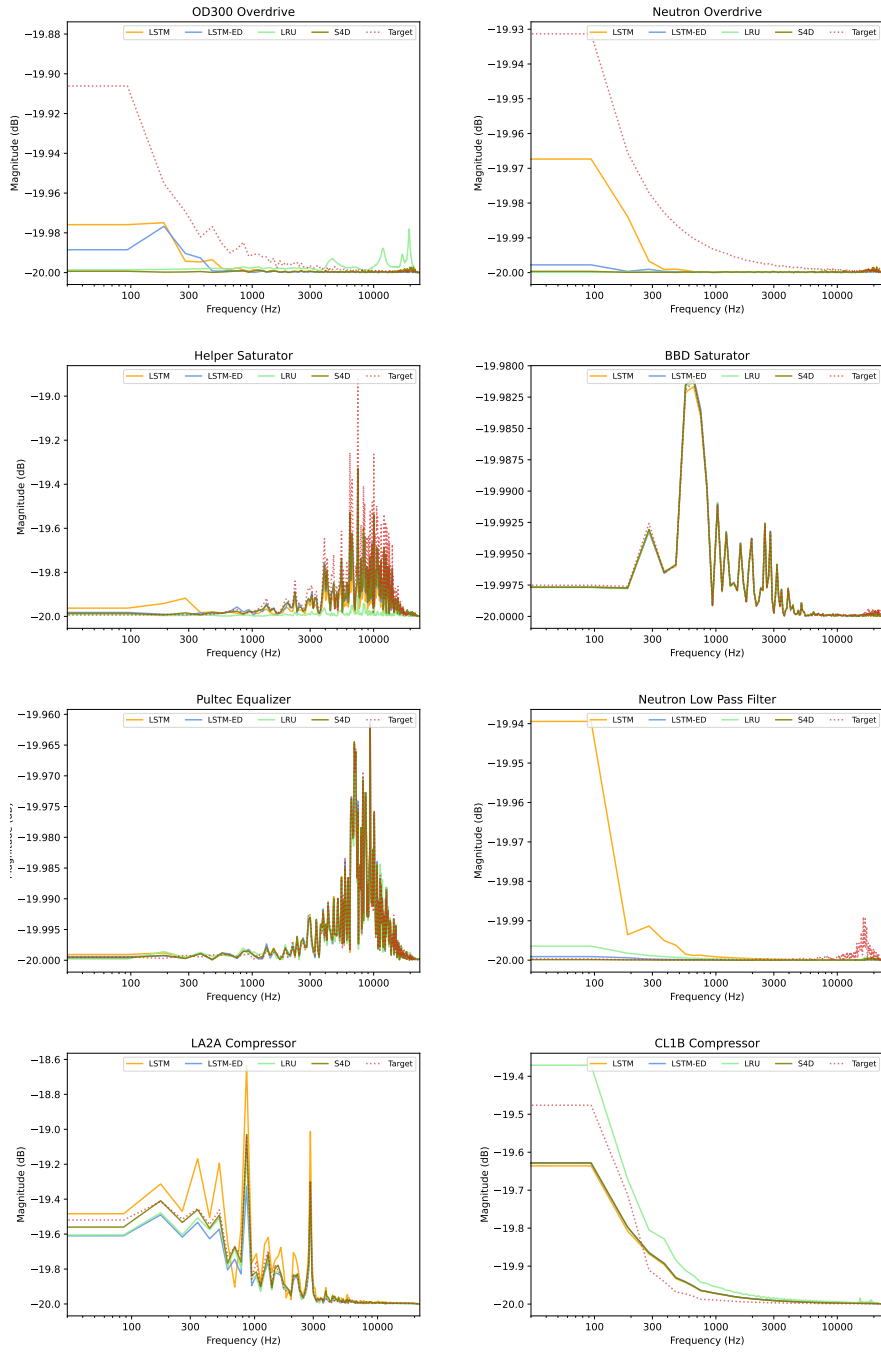 OD300 Overdrive
LSTM LSTM-ED LRU S4D Target
Magnitude (dB)
−19.88
−19.90
−19.92
−19.94
−19.96
−19.98
−20.00
100 300 1000 3000 10000
Frequency (Hz)
Neutron Overdrive
LSTM LSTM-ED LRU S4D Target
Magnitude (dB)
−19.93
−19.94
−19.95
−19.96
−19.97
−19.98
−19.99
−20.00
100 300 1000 3000 10000
Frequency (Hz)
Helper Saturator
LSTM LSTM-ED LRU S4D Target
Magnitude (dB)
−19.0
−19.2
−19.4
−19.6
−19.8
−20.0
100 300 1000 3000 10000
Frequency (Hz)
BBD Saturator
LSTM LSTM-ED LRU S4D Target
Magnitude (dB)
−19.9800
−19.9825
−19.9850
−19.9875
−19.9900
−19.9925
−19.9950
−19.9975
−20.0000
100 300 1000 3000 10000
Frequency (Hz)
Pultec Equalizer
LSTM LSTM-ED LRU S4D Target
Magnitude (dB)
−19.960
−19.965
−19.970
−19.975
−19.980
−19.985
−19.990
−19.995
−20.000
100 300 1000 3000 10000
Frequency (Hz)
Neutron Low Pass Filter
LSTM LSTM-ED LRU S4D Target
Magnitude (dB)
−19.94
−19.95
−19.96
−19.97
−19.98
−19.99
−20.00
100 300 1000 3000 10000
Frequency (Hz)
LA2A Compressor
LSTM LSTM-ED LRU S4D Target
Magnitude (dB)
−18.6
−18.8
−19.0
−19.2
−19.4
−19.6
−19.8
−20.0
100 300 1000 3000 10000
Frequency (Hz)
CL1B Compressor
LSTM LSTM-ED LRU S4D Target
Magnitude (dB)
−19.4
−19.5
−19.6
−19.7
−19.8
−19.9
−20.0
100 300 1000 3000 10000
Frequency (Hz)